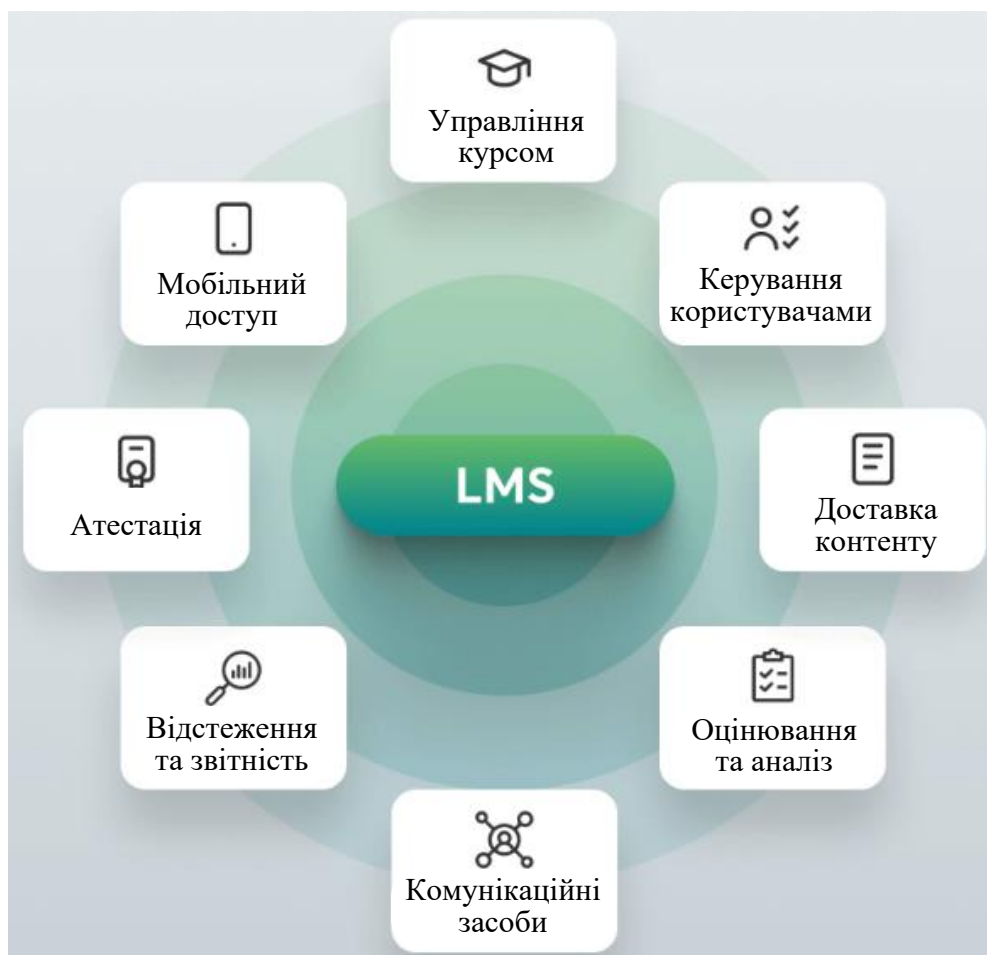 Управління
курсом
Мобільний
доступ
Керування
користувачами
Атестація
LMS
Доставка
контенту
Відстеження
та звітність
Оцінювання
та аналіз
Комунікаційні
засоби